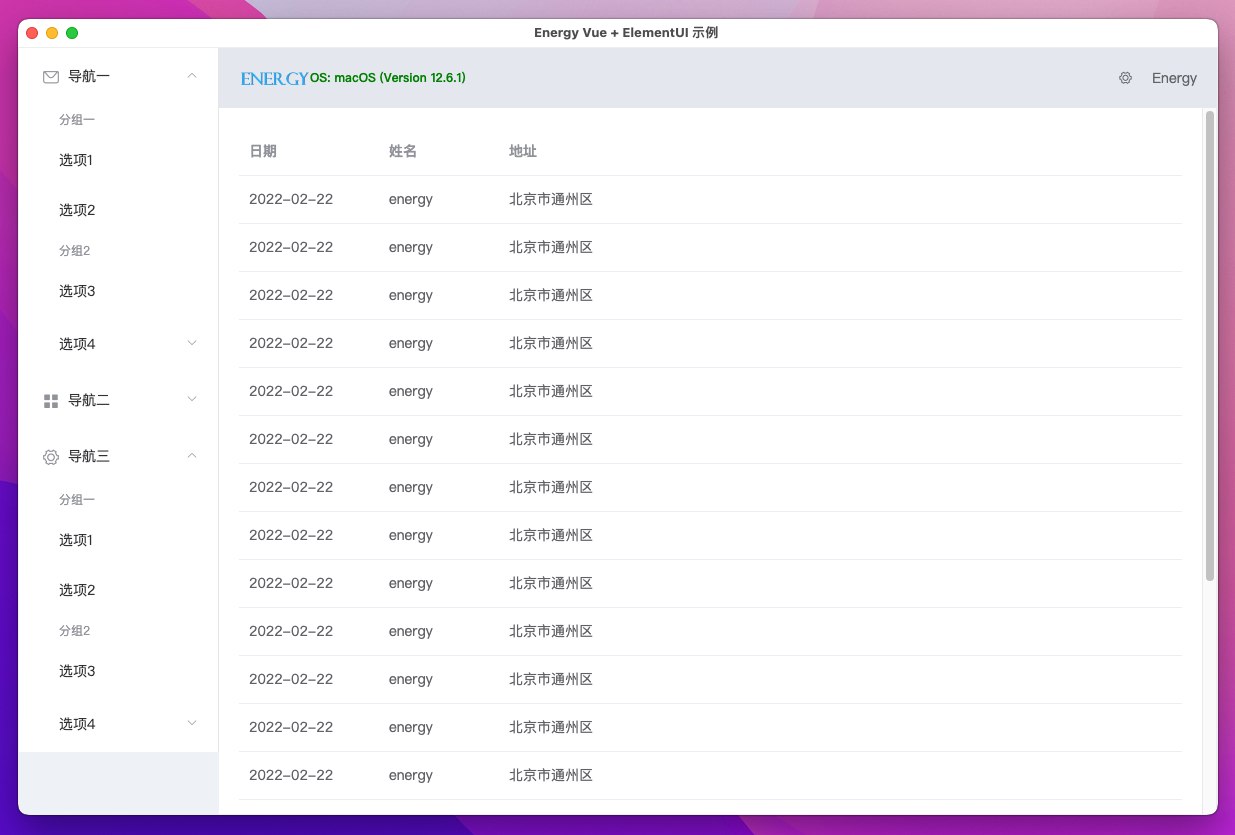 Energy Vue + ElementUI 示例
导航一
分组一
选项1
选项2
分组2
选项3
选项4
导航二
导航三
分组一
选项1
选项2
分组2
选项3
选项4
ENERGY OS: macOS (Version 12.6.1)
Energy
日期 姓名 地址
2022-02-22 energy 北京市通州区
2022-02-22 energy 北京市通州区
2022-02-22 energy 北京市通州区
2022-02-22 energy 北京市通州区
2022-02-22 energy 北京市通州区
2022-02-22 energy 北京市通州区
2022-02-22 energy 北京市通州区
2022-02-22 energy 北京市通州区
2022-02-22 energy 北京市通州区
2022-02-22 energy 北京市通州区
2022-02-22 energy 北京市通州区
2022-02-22 energy 北京市通州区
2022-02-22 energy 北京市通州区